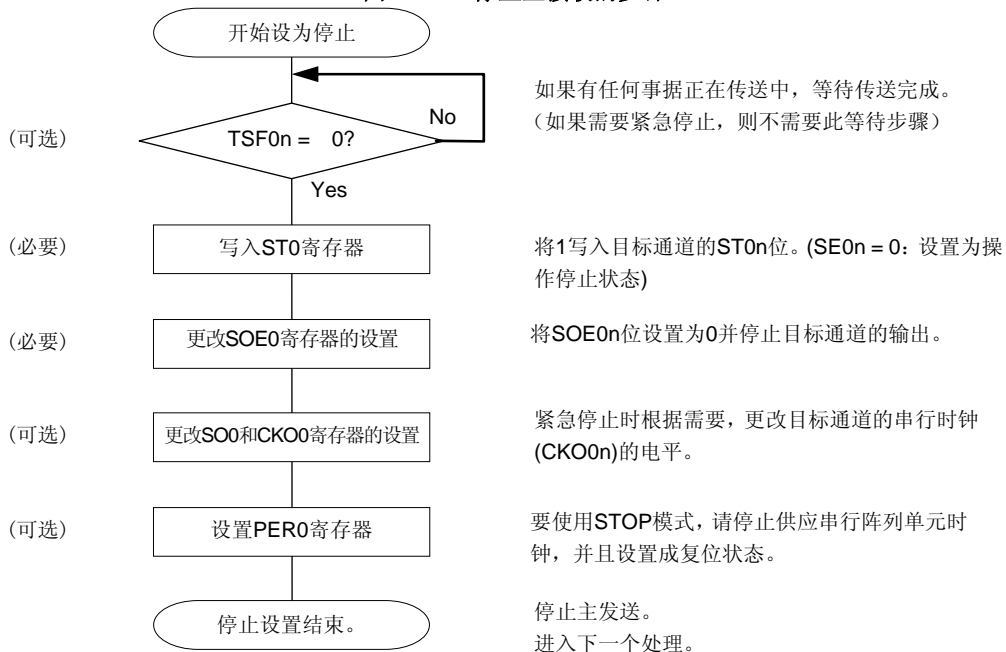 开始设为停止
如果有任何事据正在传送中，等待传送完成。
（如果需要紧急停止，则不需要此等待步骤）
No
(可选)
TSF0n = 0?
Yes
(必要)
写入ST0寄存器
将1写入目标通道的ST0n位。(SE0n = 0：设置为操
作停止状态)
(必要)
更改SOE0寄存器的设置
将SOE0n位设置为0并停止目标通道的输出。
(可选)
更改SO0和CKO0寄存器的设置
紧急停止时根据需要，更改目标通道的串行时钟
(CKO0n)的电平。
(可选)
设置PER0寄存器
要使用STOP模式，请停止供应串行阵列单元时
钟，并且设置成复位状态。
停止设置结束。
停止主发送。
进入下一个处理。